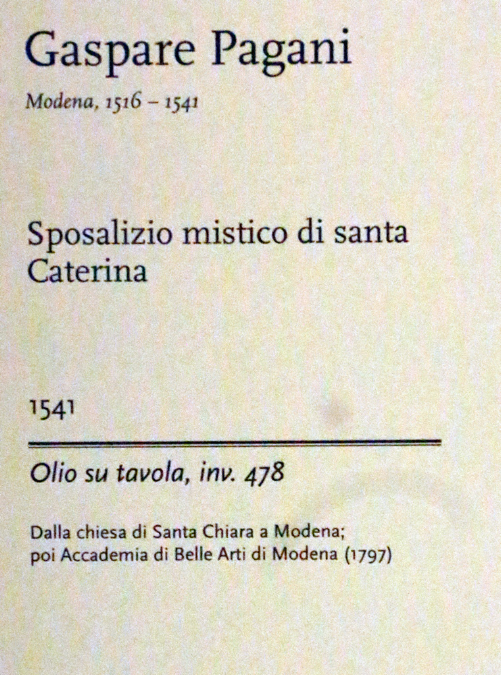 Gaspare Pagani
Modena, 1516 – 1541
Sposalizio mistico di santa
Caterina
1541
Olio su tavola, inv. 478
Dalla chiesa di Santa Chiara a Modena;
poi Accademia di Belle Arti di Modena (1797)